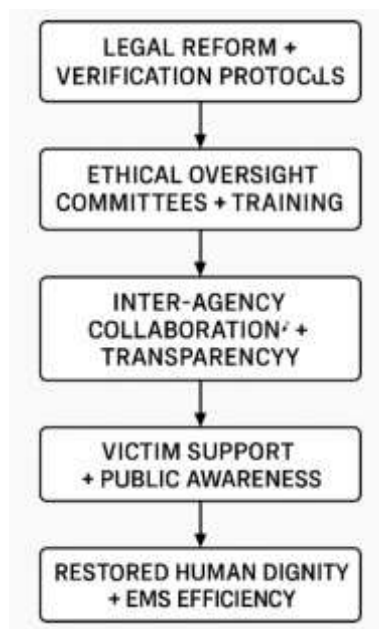 LEGAL REFORM +
VERIFICATION PROTOCOLS
ETHICAL OVERSIGHT
COMMITTEES + TRAINING
INTER-AGENCY
COLLABORATION +
TRANSPARENCYY
VICTIM SUPPORT
+ PUBLIC AWARENESS
RESTORED HUMAN DIGNITY
+ EMS EFFICIENCY